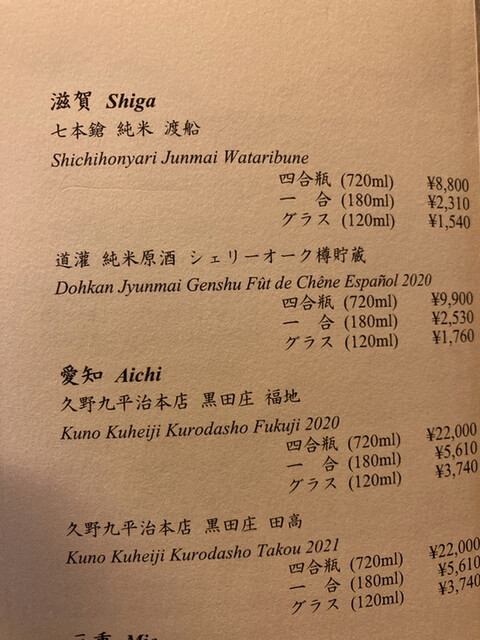 滋賀 Shiga
七本鎗 純米 渡船
Shichihonyari Junmai Wataribune
四合瓶 (720ml) ¥8,800
一 合 (180ml) ¥2,310
グラス (120ml) ¥1,540
道灌 純米原酒 シェリーオーク樽貯蔵
Dohkan Jyunmai Genshu Fût de Chêne Español 2020
四合瓶 (720ml) ¥9,900
一 合 (180ml) ¥2,530
グラス (120ml) ¥1,760
愛知 Aichi
久野九平治本店 黒田庄 福地
Kuno Kuheiji Kurodasho Fukuji 2020
四合瓶 (720ml) ¥22,000
一 合 (180ml) ¥5,610
グラス (120ml) ¥3,740
久野九平治本店 黒田庄 田高
Kuno Kuheiji Kurodasho Takou 2021
四合瓶 (720ml) ¥22,000
一 合 (180ml) ¥5,610
グラス (120ml) ¥3,740